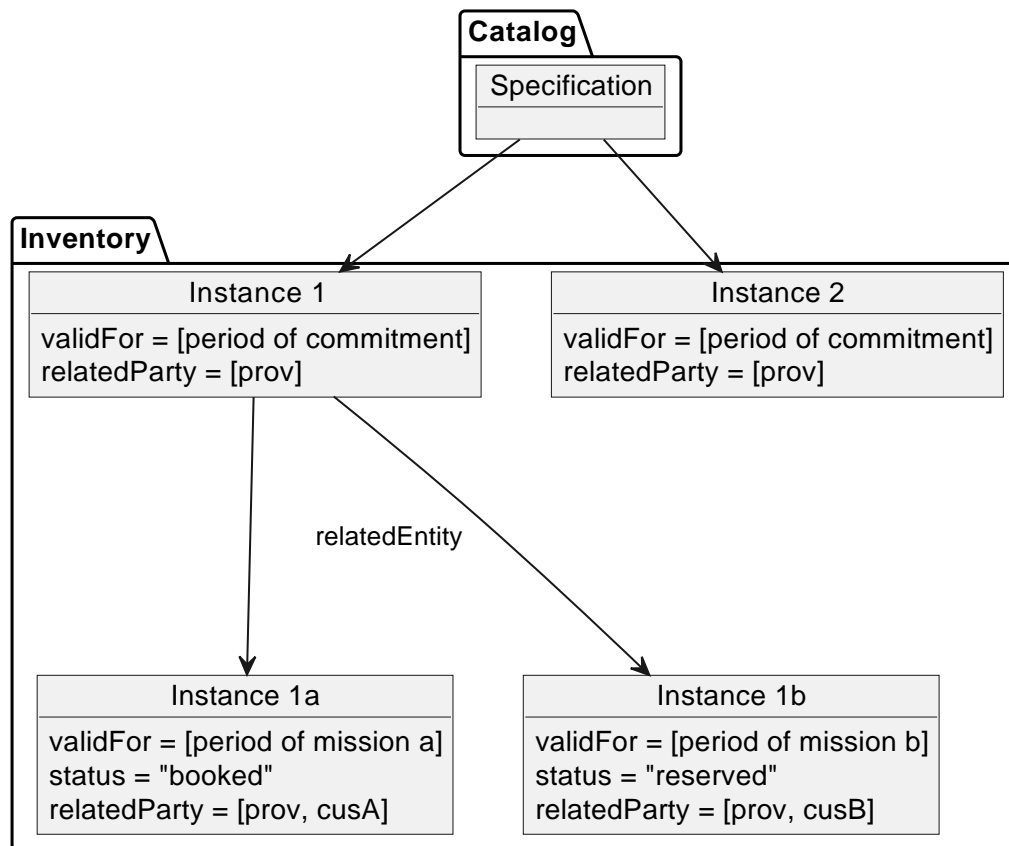 Catalog
Specification
Inventory
Instance 1
validFor = [period of commitment]
relatedParty = [prov]
Instance 2
validFor = [period of commitment]
relatedParty = [prov]
relatedEntity
Instance 1a
validFor = [period of mission a]
status = "booked"
relatedParty = [prov, cusA]
Instance 1b
validFor = [period of mission b]
status = "reserved"
relatedParty = [prov, cusB]